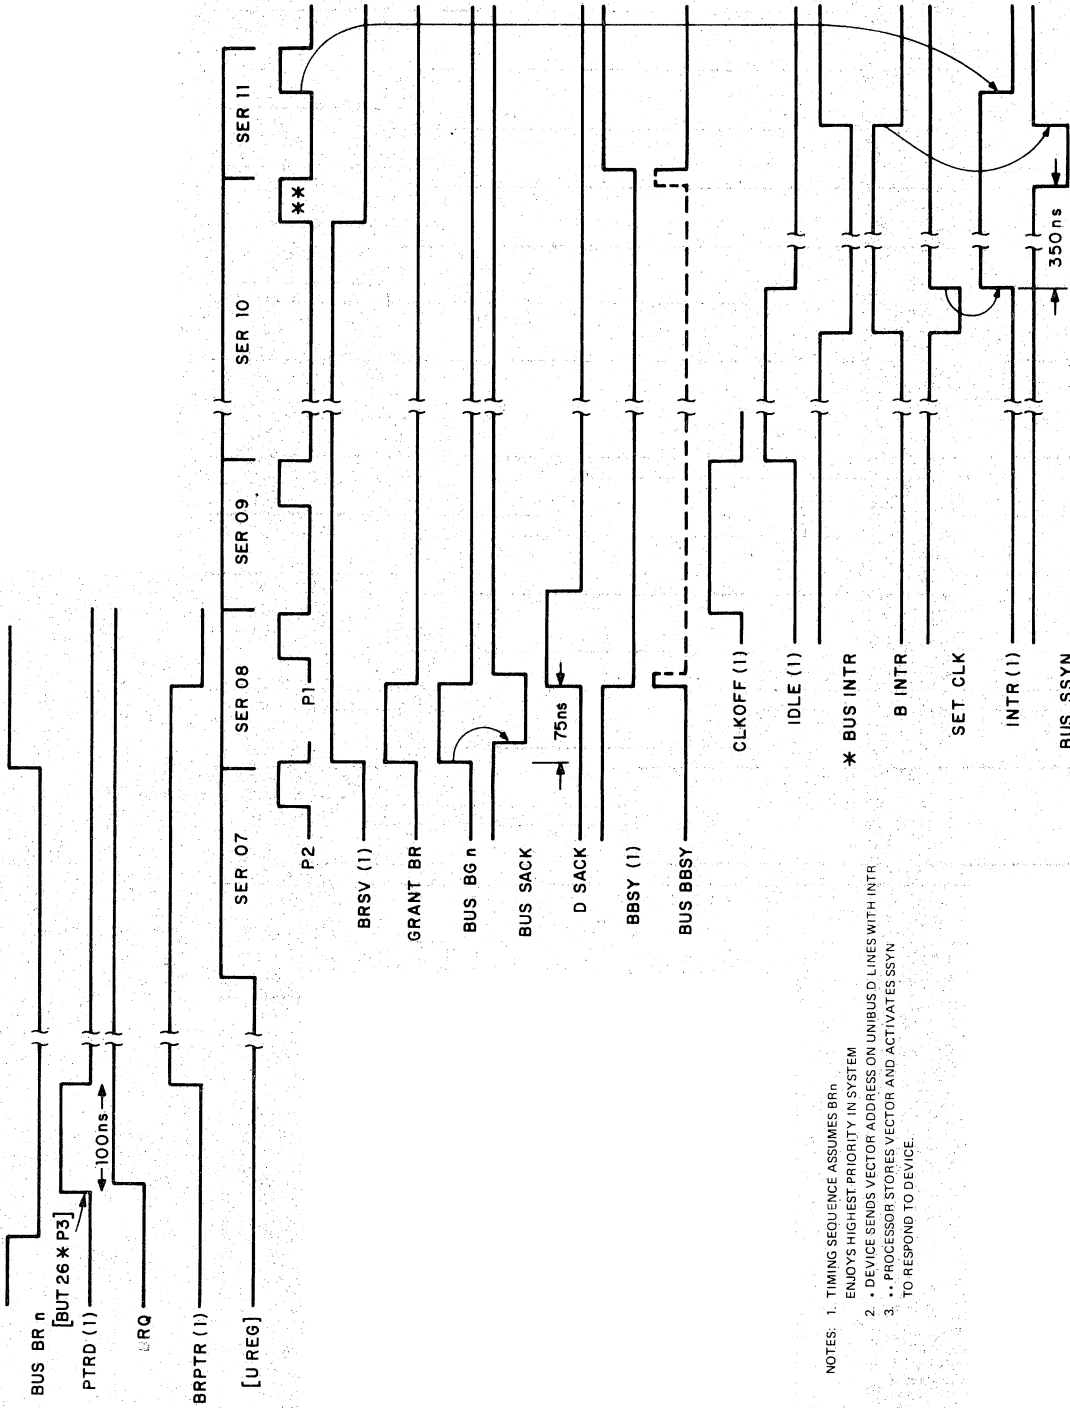 BUS BR n
[BUT 26 * P3]
PTRD (1)
100ns
RQ
BRPTR (1)
[U REG]
SER 07
SER 08
SER 09
SER 10
SER 11
P2
P1
**
BRSV (1)
GRANT BR
BUS BG n
BUS SACK
D SACK
75ns
BBSY (1)
BUS BBSY
CLKOFF (1)
IDLE (1)
* BUS INTR
B INTR
SET CLK
INTR (1)
BUS SSYN
350ns
NOTES: 1. TIMING SEQUENCE ASSUMES BRn
ENJOYS HIGHEST PRIORITY IN SYSTEM
2. • DEVICE SENDS VECTOR ADDRESS ON UNIBUS D LINES WITH INTR
3. •• PROCESSOR STORES VECTOR AND ACTIVATES SSYN
TO RESPOND TO DEVICE.